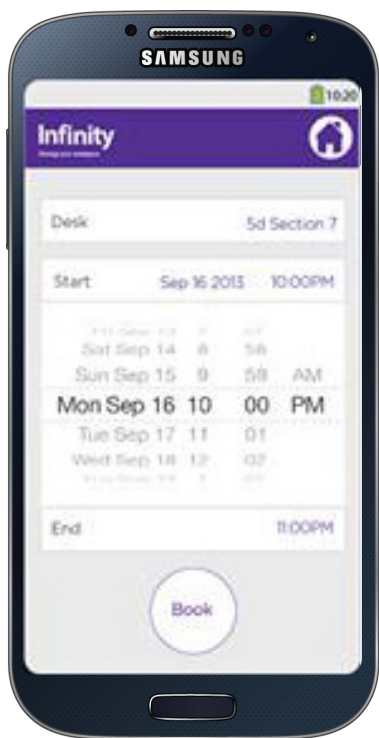 SAMSUNG
10:20
Infinity
Desk 5d Section 7
Start Sep 16 2013 10:00PM
Sat Sep 14 8 58
Sun Sep 15 9 59 AM
Mon Sep 16 10 00 PM
Tue Sep 17 11 01
Wed Sep 18 12 02
End 11:00PM
Book